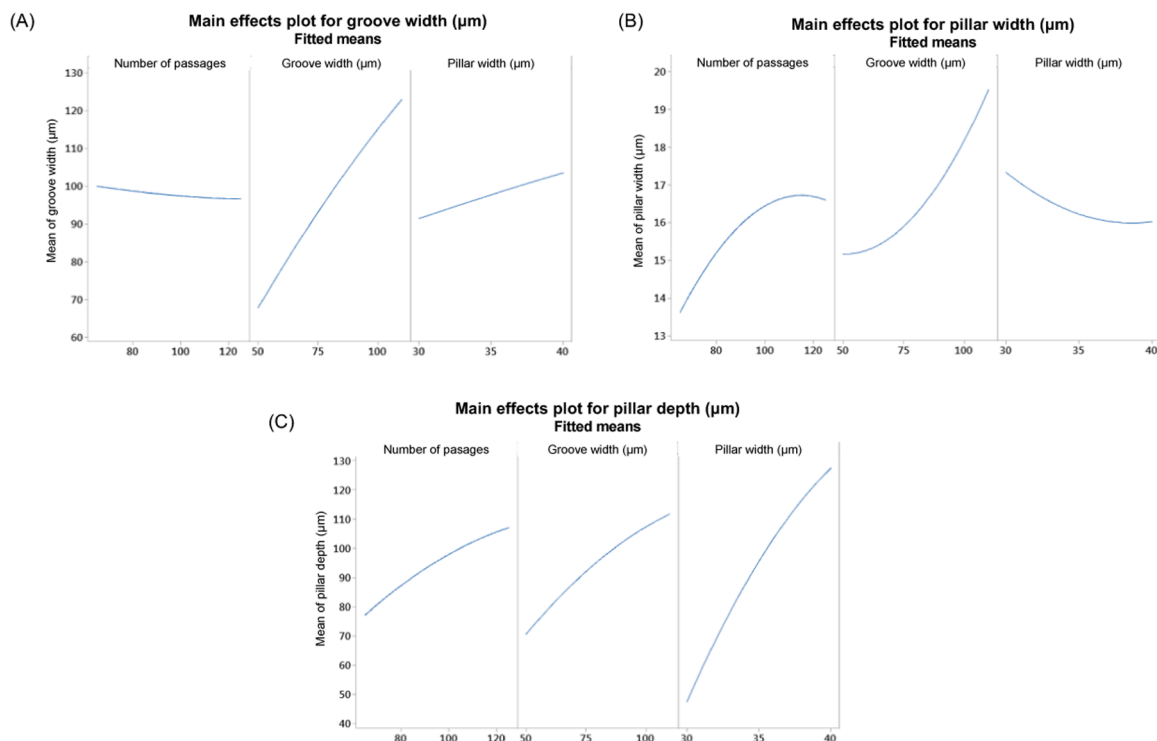 (A)
Main effects plot for groove width (µm)
Fitted means
Number of passages Groove width (µm) Pillar width (µm)
Mean of groove width (µm)
130
120
110
100
90
80
70
60
80 100 120 50 75 100 30 35 40
(B)
Main effects plot for pillar width (µm)
Fitted means
Number of passages Groove width (µm) Pillar width (µm)
Mean of pillar width (µm)
20
19
18
17
16
15
14
13
80 100 120 50 75 100 30 35 40
(C)
Main effects plot for pillar depth (µm)
Fitted means
Number of pasages Groove width (µm) Pillar width (µm)
Mean of pillar depth (µm)
130
120
110
100
90
80
70
60
50
40
80 100 120 50 75 100 30 35 40